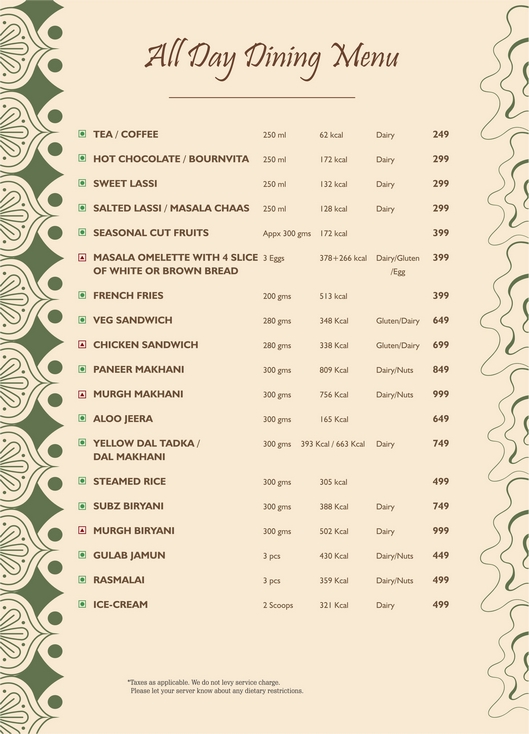 All Day Dining Menu
TEA / COFFEE 250 ml 62 kcal Dairy 249
HOT CHOCOLATE / BOURNVITA 250 ml 172 kcal Dairy 299
SWEET LASSI 250 ml 132 kcal Dairy 299
SALTED LASSI / MASALA CHAAS 250 ml 128 kcal Dairy 299
SEASONAL CUT FRUITS Appx 300 gms 172 kcal 399
MASALA OMELETTE WITH 4 SLICE 3 Eggs 378+266 kcal Dairy/Gluten 399
OF WHITE OR BROWN BREAD /Egg
FRENCH FRIES 200 gms 513 kcal 399
VEG SANDWICH 280 gms 348 Kcal Gluten/Dairy 649
CHICKEN SANDWICH 280 gms 338 Kcal Gluten/Dairy 699
PANEER MAKHANI 300 gms 809 Kcal Dairy/Nuts 849
MURGH MAKHANI 300 gms 756 Kcal Dairy/Nuts 999
ALOO JEERA 300 gms 165 Kcal 649
YELLOW DAL TADKA / 300 gms 393 Kcal / 663 Kcal Dairy 749
DAL MAKHANI
STEAMED RICE 300 gms 305 kcal 499
SUBZ BIRYANI 300 gms 388 Kcal Dairy 749
MURGH BIRYANI 300 gms 502 Kcal Dairy 999
GULAB JAMUN 3 pcs 430 Kcal Dairy/Nuts 449
RASMALAI 3 pcs 359 Kcal Dairy/Nuts 499
ICE-CREAM 2 Scoops 321 Kcal Dairy 499
*Taxes as applicable. We do not levy service charge.
Please let your server know about any dietary restrictions.